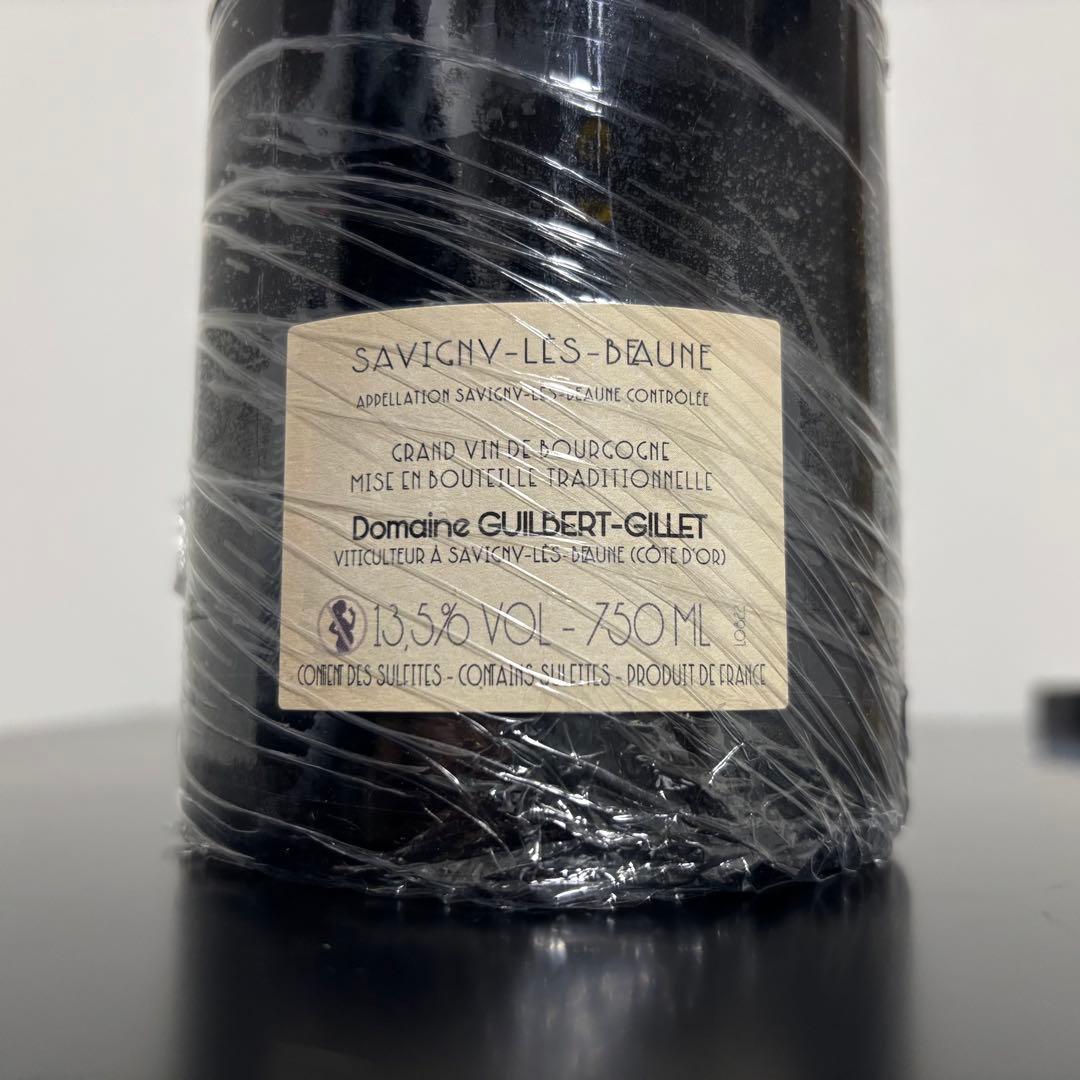 SAVIGNY-LÈS-BEAUNE
APPELLATION SAVIGNY-LÈS-BEAUNE CONTRÔLÉE
GRAND VIN DE BOURGOGNE
MISE EN BOUTEILLE TRADITIONNELLE
Domaine GUILBERT-GILLET
VITICULTEUR À SAVIGNY-LÈS-BEAUNE (CÔTE D'OR)
13,5% VOL - 750 ML
L0822
CONTIENT DES SULFITES - CONTAINS SULFITES - PRODUIT DE FRANCE